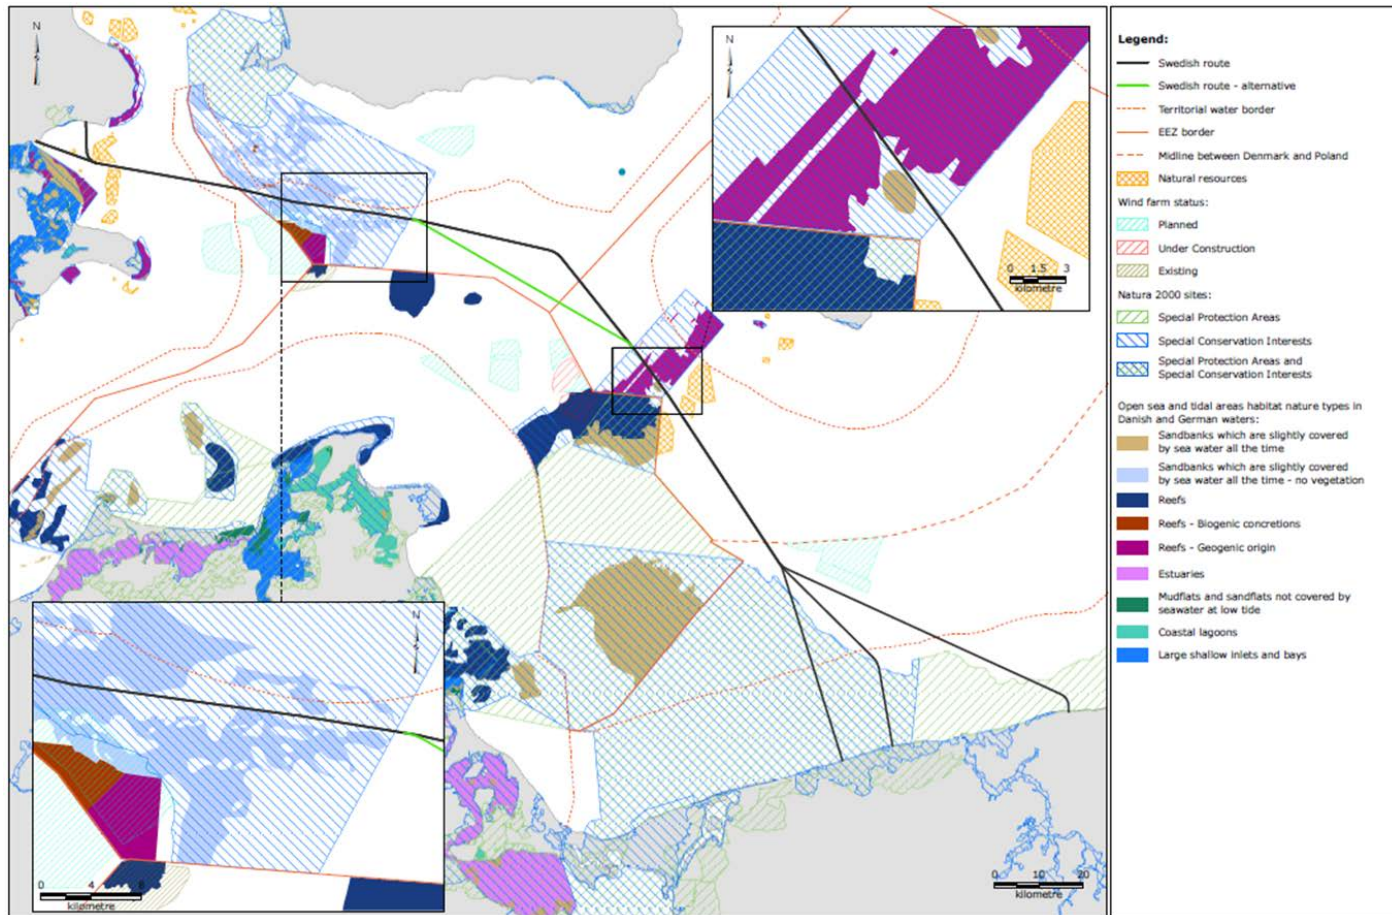 N
S
N
S
0 1.5 3
kilometre
N
S
0 4 8
kilometre
0 10 20
kilometre
Legend:
Swedish route
Swedish route - alternative
Territorial water border
EEZ border
Midline between Denmark and Poland
Natural resources
Wind farm status:
Planned
Under Construction
Existing
Natura 2000 sites:
Special Protection Areas
Special Conservation Interests
Special Protection Areas and
Special Conservation Interests
Open sea and tidal areas habitat nature types in
Danish and German waters:
Sandbanks which are slightly covered
by sea water all the time
Sandbanks which are slightly covered
by sea water all the time - no vegetation
Reefs
Reefs - Biogenic concretions
Reefs - Geogenic origin
Estuaries
Mudflats and sandflats not covered by
seawater at low tide
Coastal lagoons
Large shallow inlets and bays